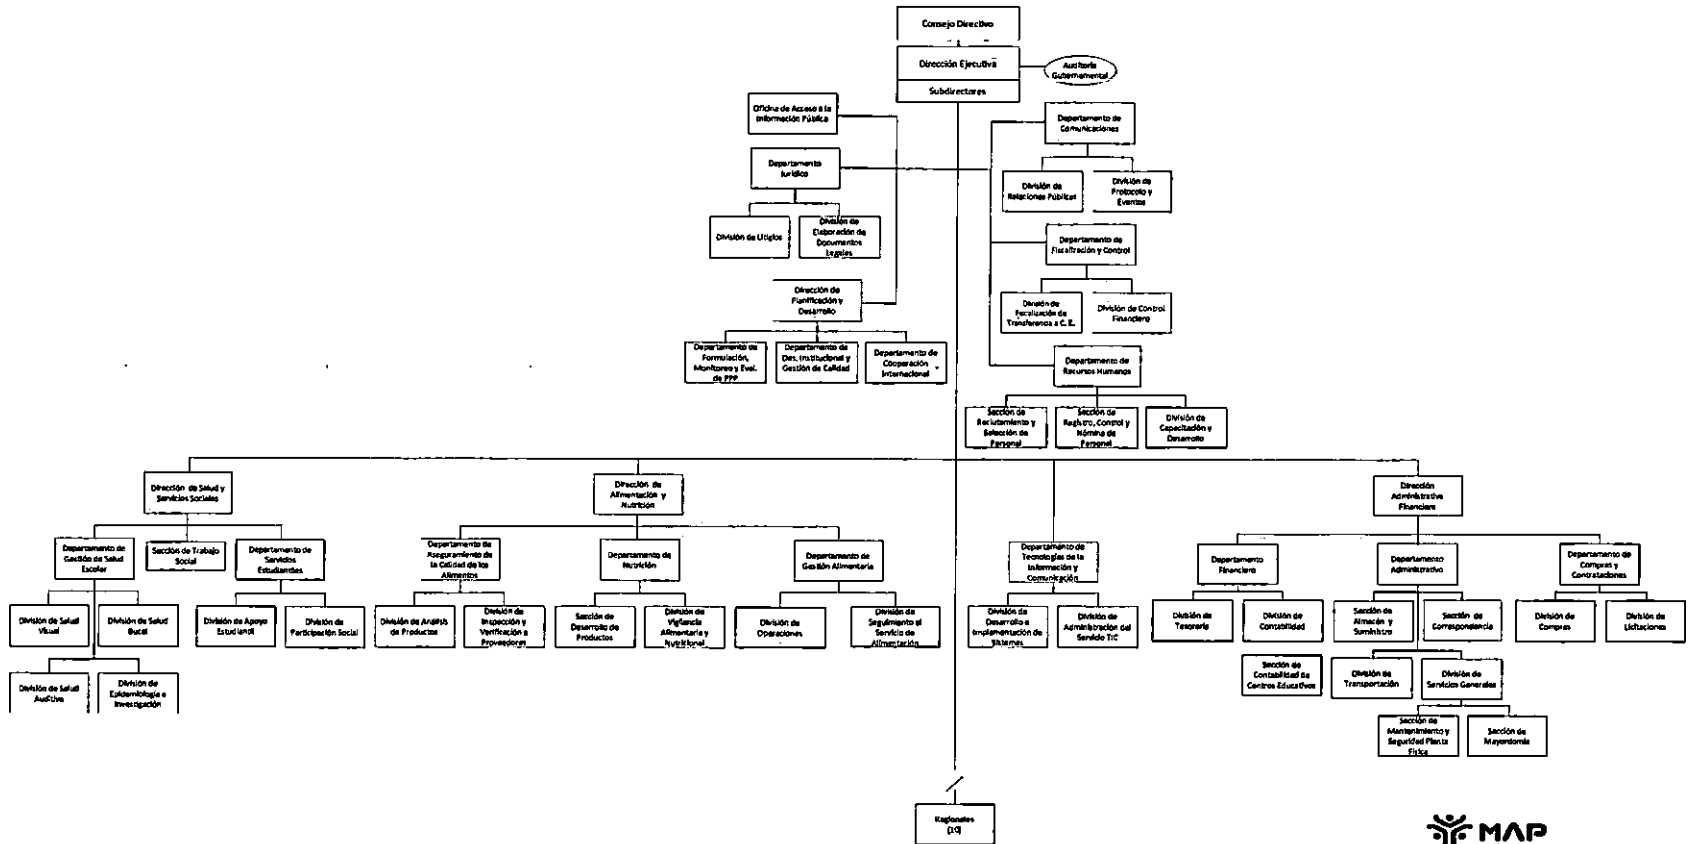 Consejo Directivo
Dirección Ejecutiva
Subdirectores
Auditoría
Gubernamental
Oficina de Acceso a la
Información Pública
Departamento de
Comunicaciones
Departamento
Jurídico
División de
Relaciones Públicas
División de
Protocolo y
Eventos
División de Litigios
División de
Elaboración de
Documentos
Legales
Departamento de
Fiscalización y Control
Dirección de
Planificación y
Desarrollo
División de
Fiscalización de
Transferencia a C. E.
División de Control
Financiero
Departamento de
Formulación,
Monitoreo y Eval.
de PPP
Departamento de
Des. Institucional y
Gestión de Calidad
Departamento de
Cooperación
Internacional
Departamento de
Recursos Humanos
Sección de
Reclutamiento y
Selección de
Personal
Sección de
Registro, Control y
Nómina de
Personal
División de
Capacitación y
Desarrollo
Dirección de Salud y
Servicios Sociales
Dirección de
Alimentación y
Nutrición
Dirección
Administrativa
Financiera
Departamento de
Gestión de Salud
Escolar
Sección de Trabajo
Social
Departamento de
Servicios
Estudiantiles
Departamento de
Aseguramiento de
la Calidad de los
Alimentos
Departamento de
Nutrición
Departamento de
Gestión Alimentaria
Departamento de
Tecnologías de la
Información y
Comunicación
Departamento
Financiero
Departamento
Administrativo
Departamento de
Compras y
Contrataciones
División de Salud
Visual
División de Salud
Bucal
División de Apoyo
Estudiantil
División de
Participación Social
División de Análisis
de Productos
División de
Inspección y
Verificación a
Proveedores
Sección de
Desarrollo de
Productos
División de
Vigilancia
Alimentaria y
Nutricional
División de
Operaciones
División de
Seguimiento al
Servicio de
Alimentación
División de
Desarrollo e
Implementación de
Sistemas
División de
Administración del
Servicio TIC
División de
Tesorería
División de
Contabilidad
Sección de
Almacén y
Suministro
Sección de
Correspondencia
División de
Compras
División de
Licitaciones
División de Salud
Auditiva
División de
Epidemiología e
Investigación
Sección de
Contabilidad de
Centros Educativos
División de
Transportación
División de
Servicios Generales
Sección de
Mantenimiento y
Seguridad Planta
Física
Sección de
Mayordomía
Regionales
(10)
MAP